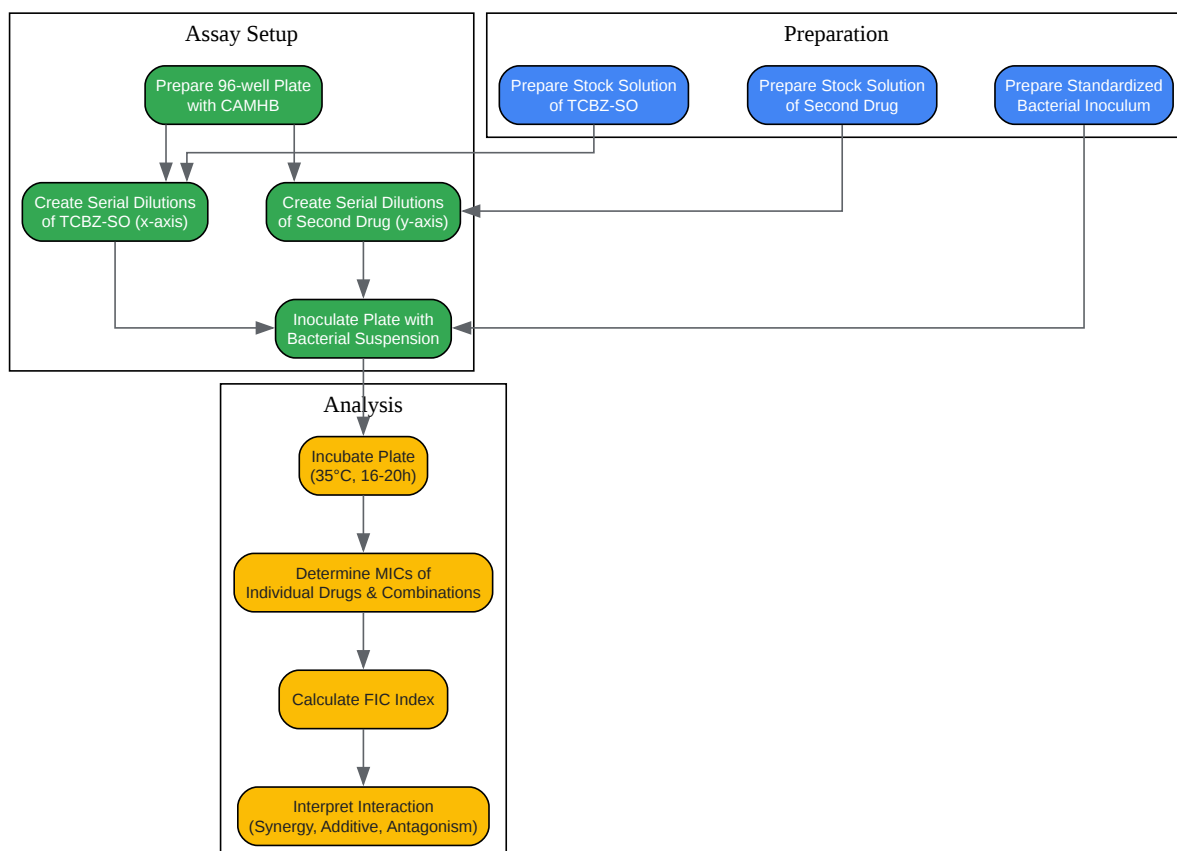 Assay Setup
Preparation
Prepare 96-well Plate
with CAMHB
Prepare Stock Solution
of TCBZ-SO
Prepare Stock Solution
of Second Drug
Prepare Standardized
Bacterial Inoculum
Create Serial Dilutions
of TCBZ-SO (x-axis)
Create Serial Dilutions
of Second Drug (y-axis)
Inoculate Plate with
Bacterial Suspension
Analysis
Incubate Plate
(35°C, 16-20h)
Determine MICs of
Individual Drugs & Combinations
Calculate FIC Index
Interpret Interaction
(Synergy, Additive, Antagonism)